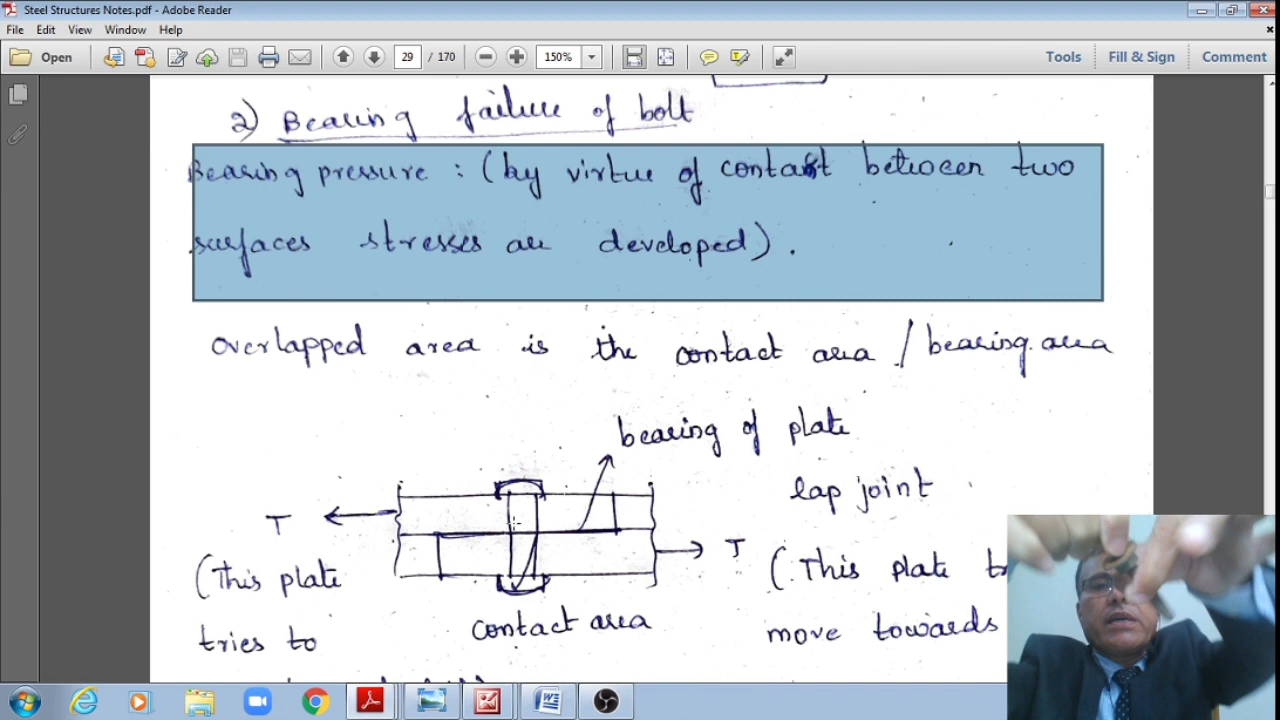 Steel Structures Notes.pdf - Adobe Reader
File Edit View Window Help
Open 29 / 170 150% Tools Fill & Sign Comment
2) Bearing failure of bolt
Bearing pressure : (by virtue of contact between two
surfaces stresses are developed).
overlapped area is the contact area / bearing area
bearing of plate
lap joint
T
T
(This plate
(This plate
tries to
contact area
move towards